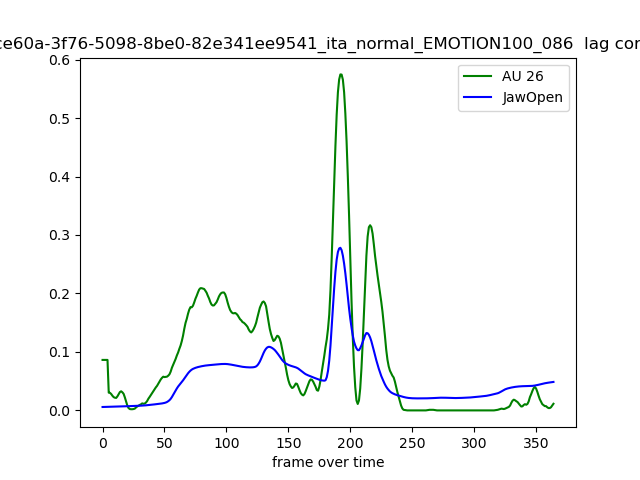 ce60a-3f76-5098-8be0-82e341ee9541_ita_normal_EMOTION100_086 lag cor
0.6
0.5
0.4
0.3
0.2
0.1
0.0
AU 26
JawOpen
0 50 100 150 200 250 300 350
frame over time